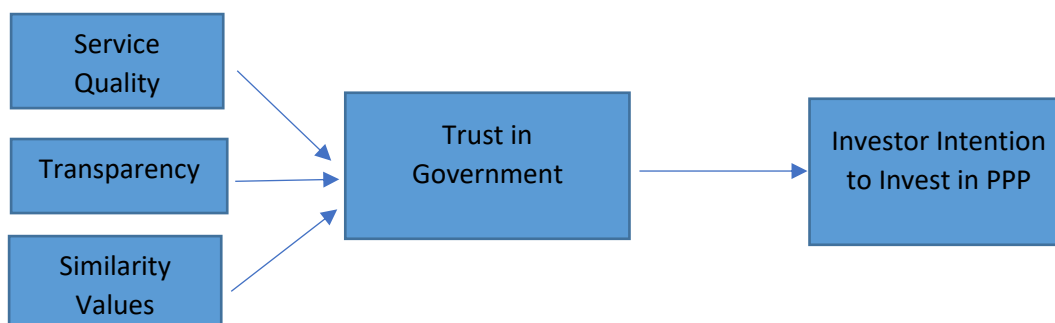 Service
Quality
Transparency
Similarity
Values
Trust in
Government
Investor Intention
to Invest in PPP